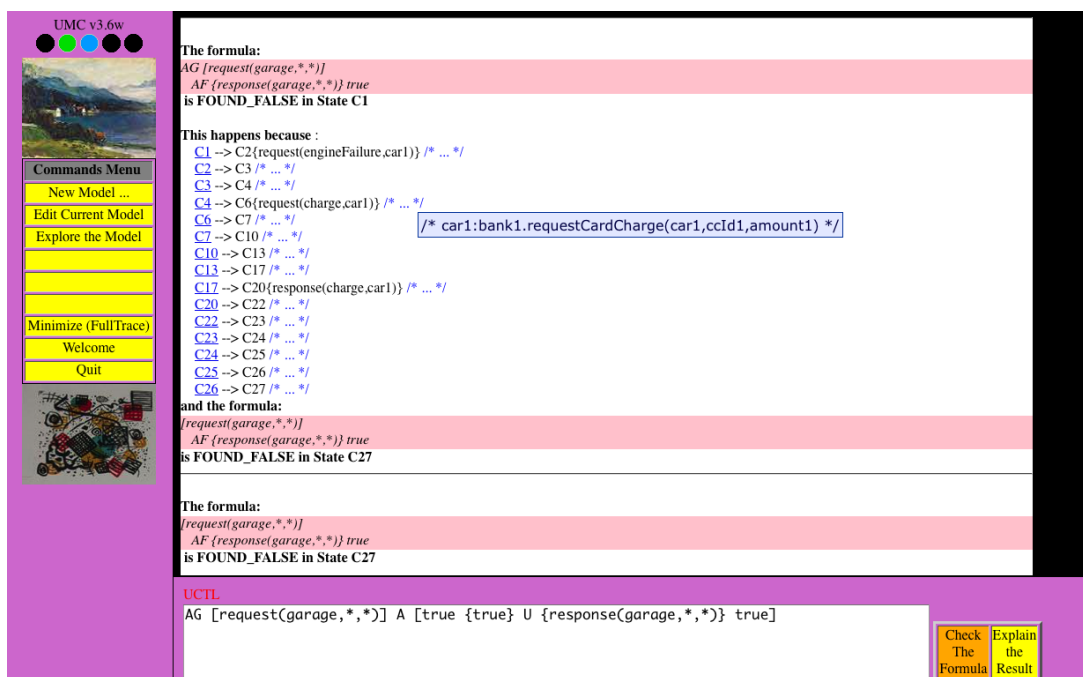 UMC v3.6w
Commands Menu
New Model ...
Edit Current Model
Explore the Model
Minimize (FullTrace)
Welcome
Quit
The formula:
AG [request(garage,*,*)]
AF {response(garage,*,*)} true
is FOUND_FALSE in State C1
This happens because :
C1 --> C2{request(engineFailure,car1)} /* ... */
C2 --> C3 /* ... */
C3 --> C4 /* ... */
C4 --> C6{request(charge,car1)} /* ... */
C6 --> C7 /* ... */
/* car1:bank1.requestCardCharge(car1,ccId1,amount1) */
C7 --> C10 /* ... */
C10 --> C13 /* ... */
C13 --> C17 /* ... */
C17 --> C20{response(charge,car1)} /* ... */
C20 --> C22 /* ... */
C22 --> C23 /* ... */
C23 --> C24 /* ... */
C24 --> C25 /* ... */
C25 --> C26 /* ... */
C26 --> C27 /* ... */
and the formula:
[request(garage,*,*)]
AF {response(garage,*,*)} true
is FOUND_FALSE in State C27
The formula:
[request(garage,*,*)]
AF {response(garage,*,*)} true
is FOUND_FALSE in State C27
UCTL
AG [request(garage,*,*)] A [true {true} U {response(garage,*,*)} true]
Check
The
Formula
Explain
the
Result